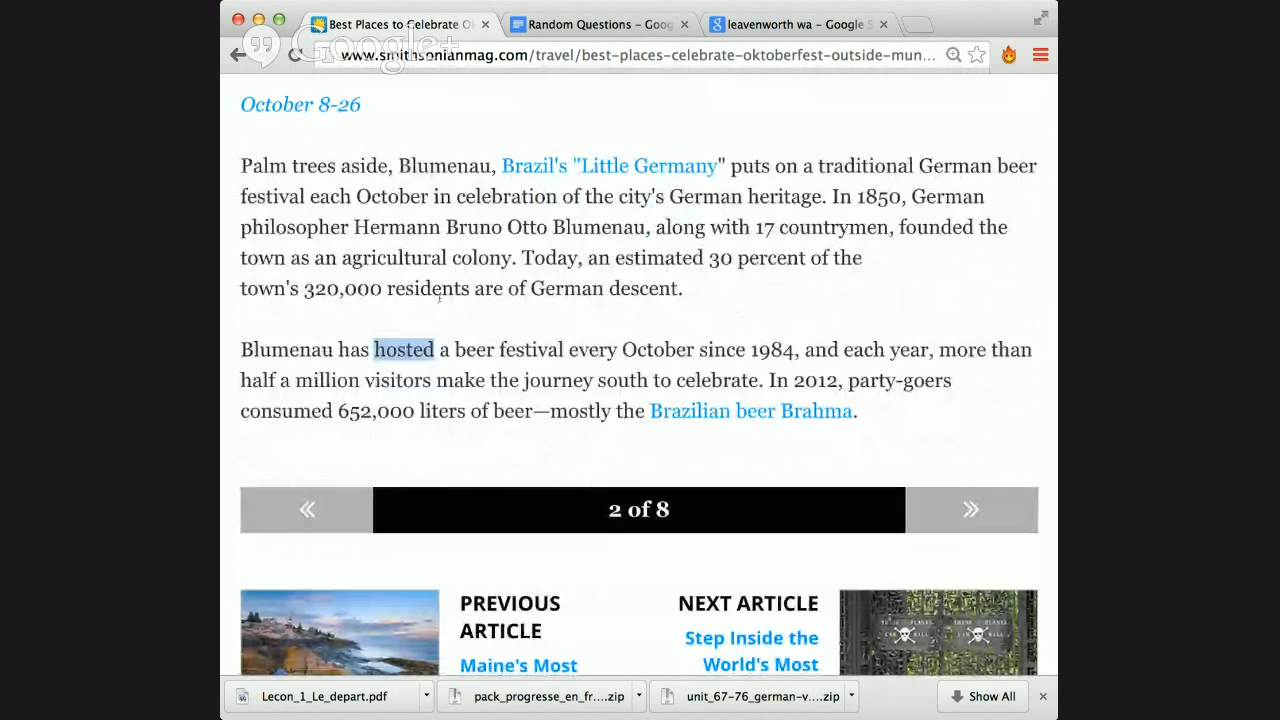 Best Places to Celebrate O
Random Questions – Goog
leavenworth wa – Google S
Google+
www.smithsonianmag.com/travel/best-places-celebrate-oktoberfest-outside-mun...
October 8-26
Palm trees aside, Blumenau, Brazil's "Little Germany" puts on a traditional German beer
festival each October in celebration of the city's German heritage. In 1850, German
philosopher Hermann Bruno Otto Blumenau, along with 17 countrymen, founded the
town as an agricultural colony. Today, an estimated 30 percent of the
town's 320,000 residents are of German descent.
Blumenau has hosted a beer festival every October since 1984, and each year, more than
half a million visitors make the journey south to celebrate. In 2012, party-goers
consumed 652,000 liters of beer—mostly the Brazilian beer Brahma.
« 2 of 8 »
PREVIOUS
ARTICLE
Maine's Most
NEXT ARTICLE
Step Inside the
World's Most
Lecon_1_Le_depart.pdf
pack_progresse_en_fr....zip
unit_67-76_german-v....zip
Show All